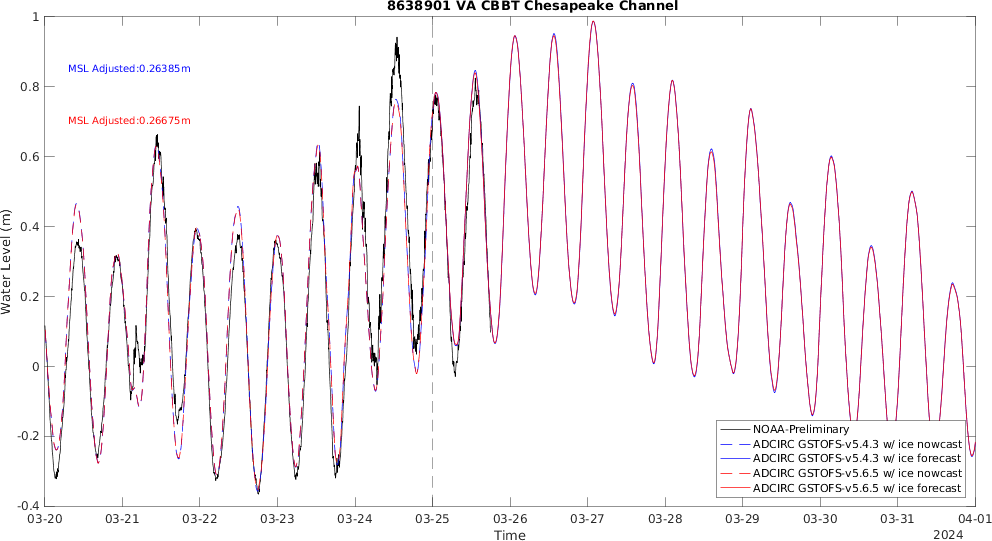 8638901 VA CBBT Chesapeake Channel
1
0.8
0.6
0.4
0.2
0
-0.2
-0.4
Water Level (m)
MSL Adjusted:0.26385m
MSL Adjusted:0.26675m
NOAA-Preliminary
ADCIRC GSTOFS-v5.4.3 w/ ice nowcast
ADCIRC GSTOFS-v5.4.3 w/ ice forecast
ADCIRC GSTOFS-v5.6.5 w/ ice nowcast
ADCIRC GSTOFS-v5.6.5 w/ ice forecast
03-20 03-21 03-22 03-23 03-24 03-25 03-26 03-27 03-28 03-29 03-30 03-31 04-01
Time
2024